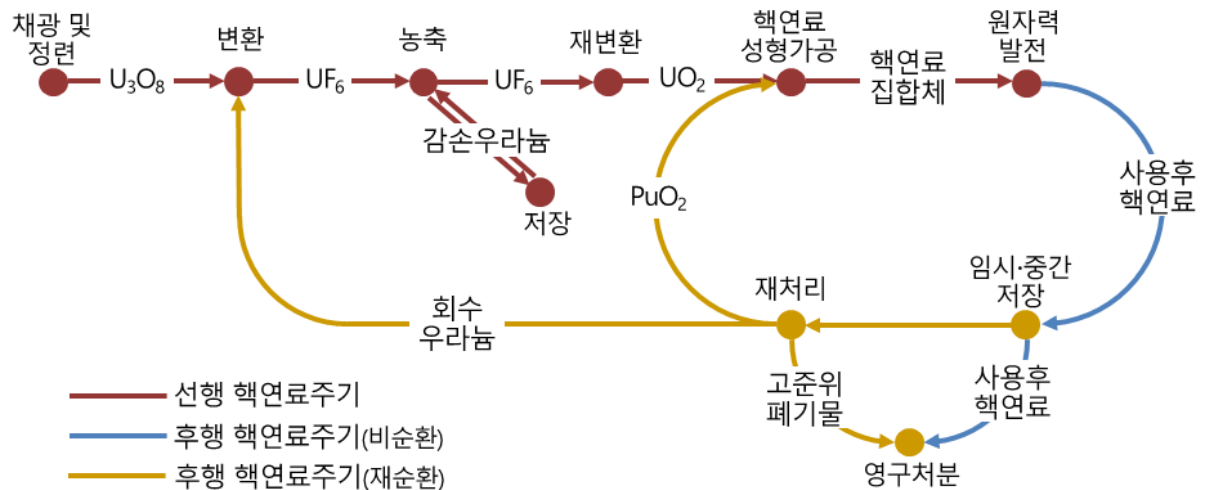 채광 및
정련
변환
농축
재변환
핵연료
성형가공
원자력
발전
U₃O₈
UF₆
UF₆
UO₂
핵연료
집합체
감손우라늄
저장
PuO₂
사용후
핵연료
임시·중간
저장
재처리
회수
우라늄
고준위
폐기물
사용후
핵연료
영구처분
선행 핵연료주기
후행 핵연료주기(비순환)
후행 핵연료주기(재순환)